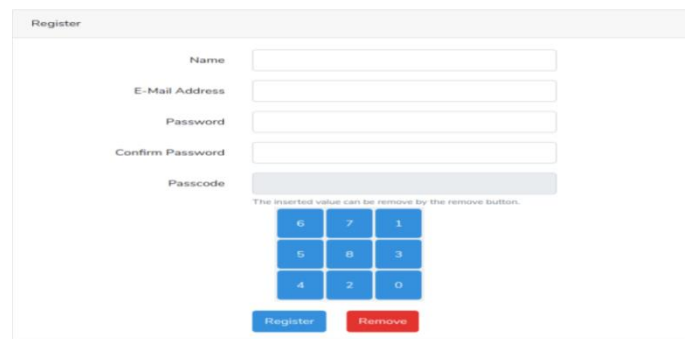 Register
Name
E-Mail Address
Password
Confirm Password
Passcode
The inserted value can be remove by the remove button.
6 7 1
5 8 3
4 2 0
Register Remove